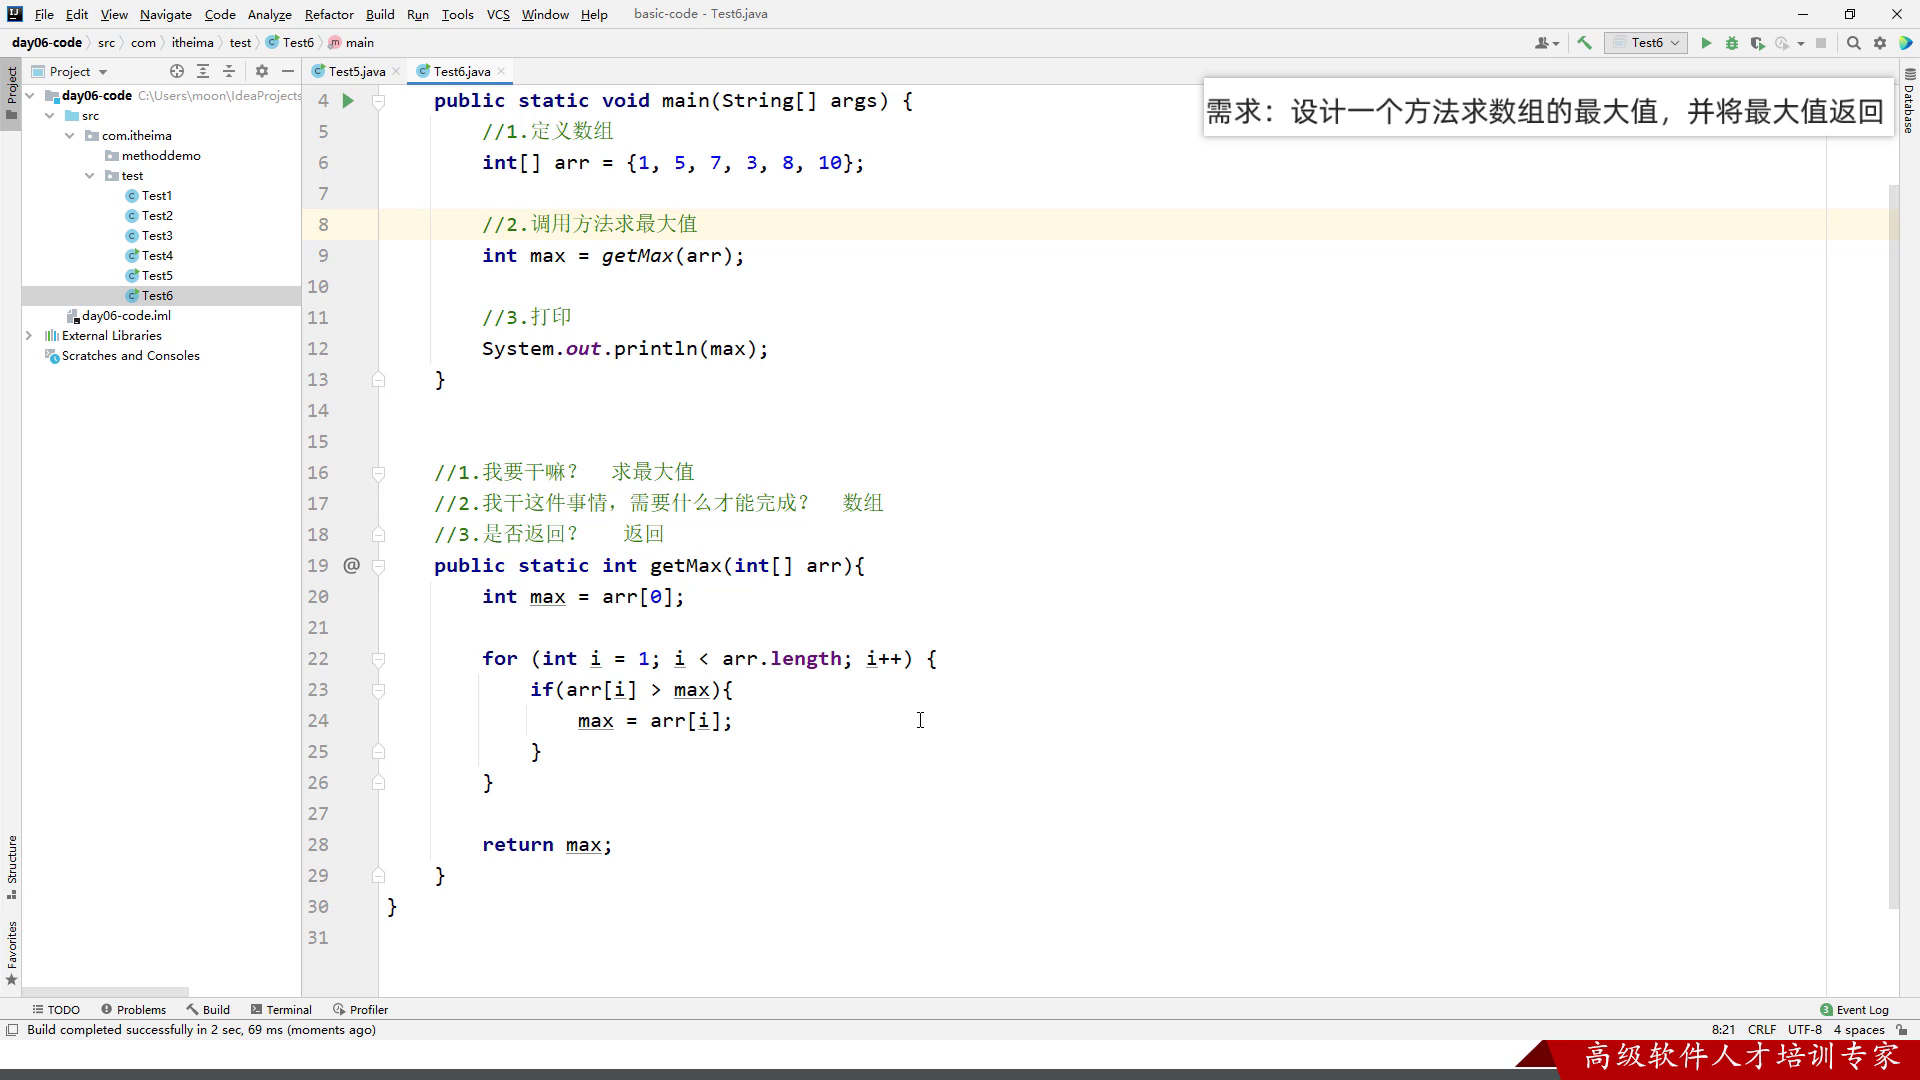 File Edit View Navigate Code Analyze Refactor Build Run Tools VCS Window Help basic-code - Test6.java
day06-code src com itheima test Test6 main
Test6
Project
Test5.java
Test6.java
day06-code C:\Users\moon\IdeaProjects
src
com.itheima
methoddemo
test
Test1
Test2
Test3
Test4
Test5
Test6
day06-code.iml
External Libraries
Scratches and Consoles
Project
Structure
Favorites
Database
需求：设计一个方法求数组的最大值，并将最大值返回
4 public static void main(String[] args) {
5 //1.定义数组
6 int[] arr = {1, 5, 7, 3, 8, 10};
7
8 //2.调用方法求最大值
9 int max = getMax(arr);
10
11 //3.打印
12 System.out.println(max);
13 }
14
15
16 //1.我要干嘛？ 求最大值
17 //2.我干这件事情，需要什么才能完成？ 数组
18 //3.是否返回？ 返回
19 @ public static int getMax(int[] arr){
20 int max = arr[0];
21
22 for (int i = 1; i < arr.length; i++) {
23 if(arr[i] > max){
24 max = arr[i];
25 }
26 }
27
28 return max;
29 }
30 }
31
TODO Problems Build Terminal Profiler 3 Event Log
Build completed successfully in 2 sec, 69 ms (moments ago) 8:21 CRLF UTF-8 4 spaces
高级软件人才培训专家